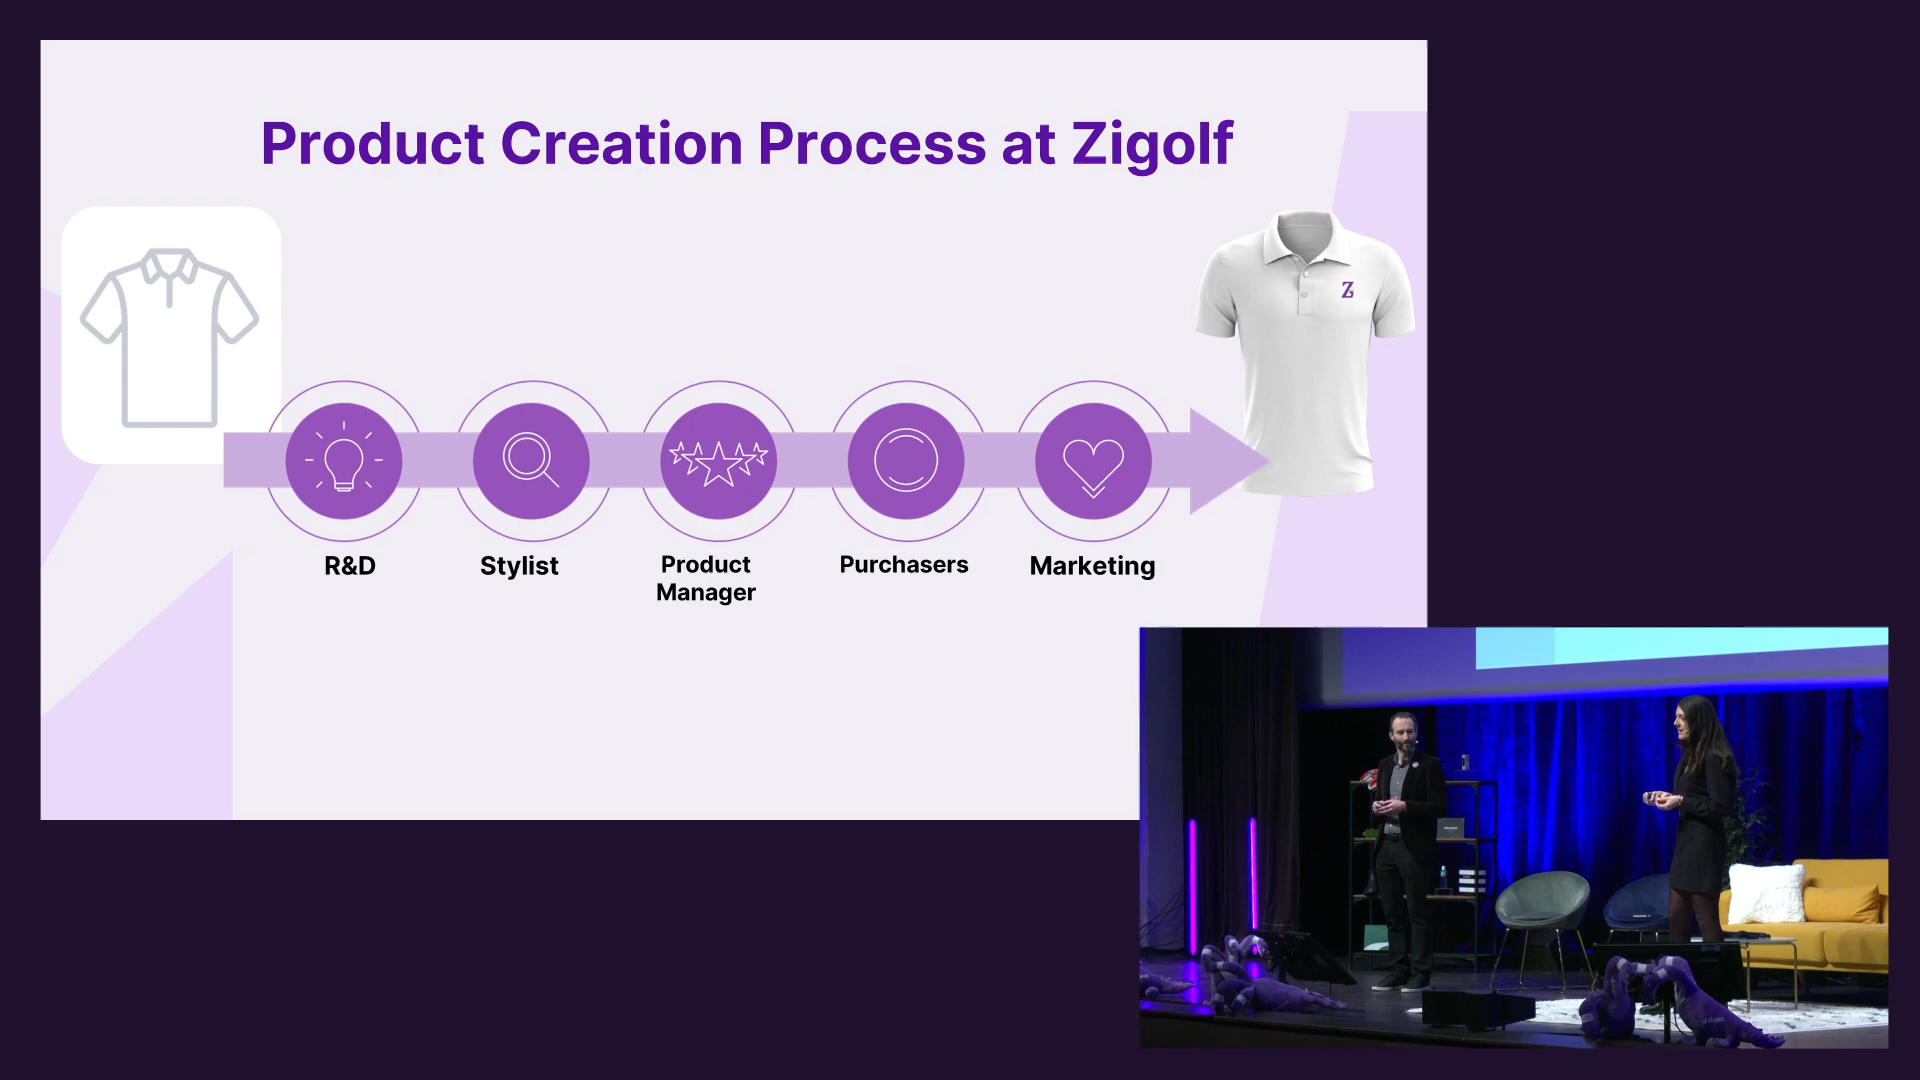 Product Creation Process at Zigolf
Z
R&D
Stylist
Product
Manager
Purchasers
Marketing